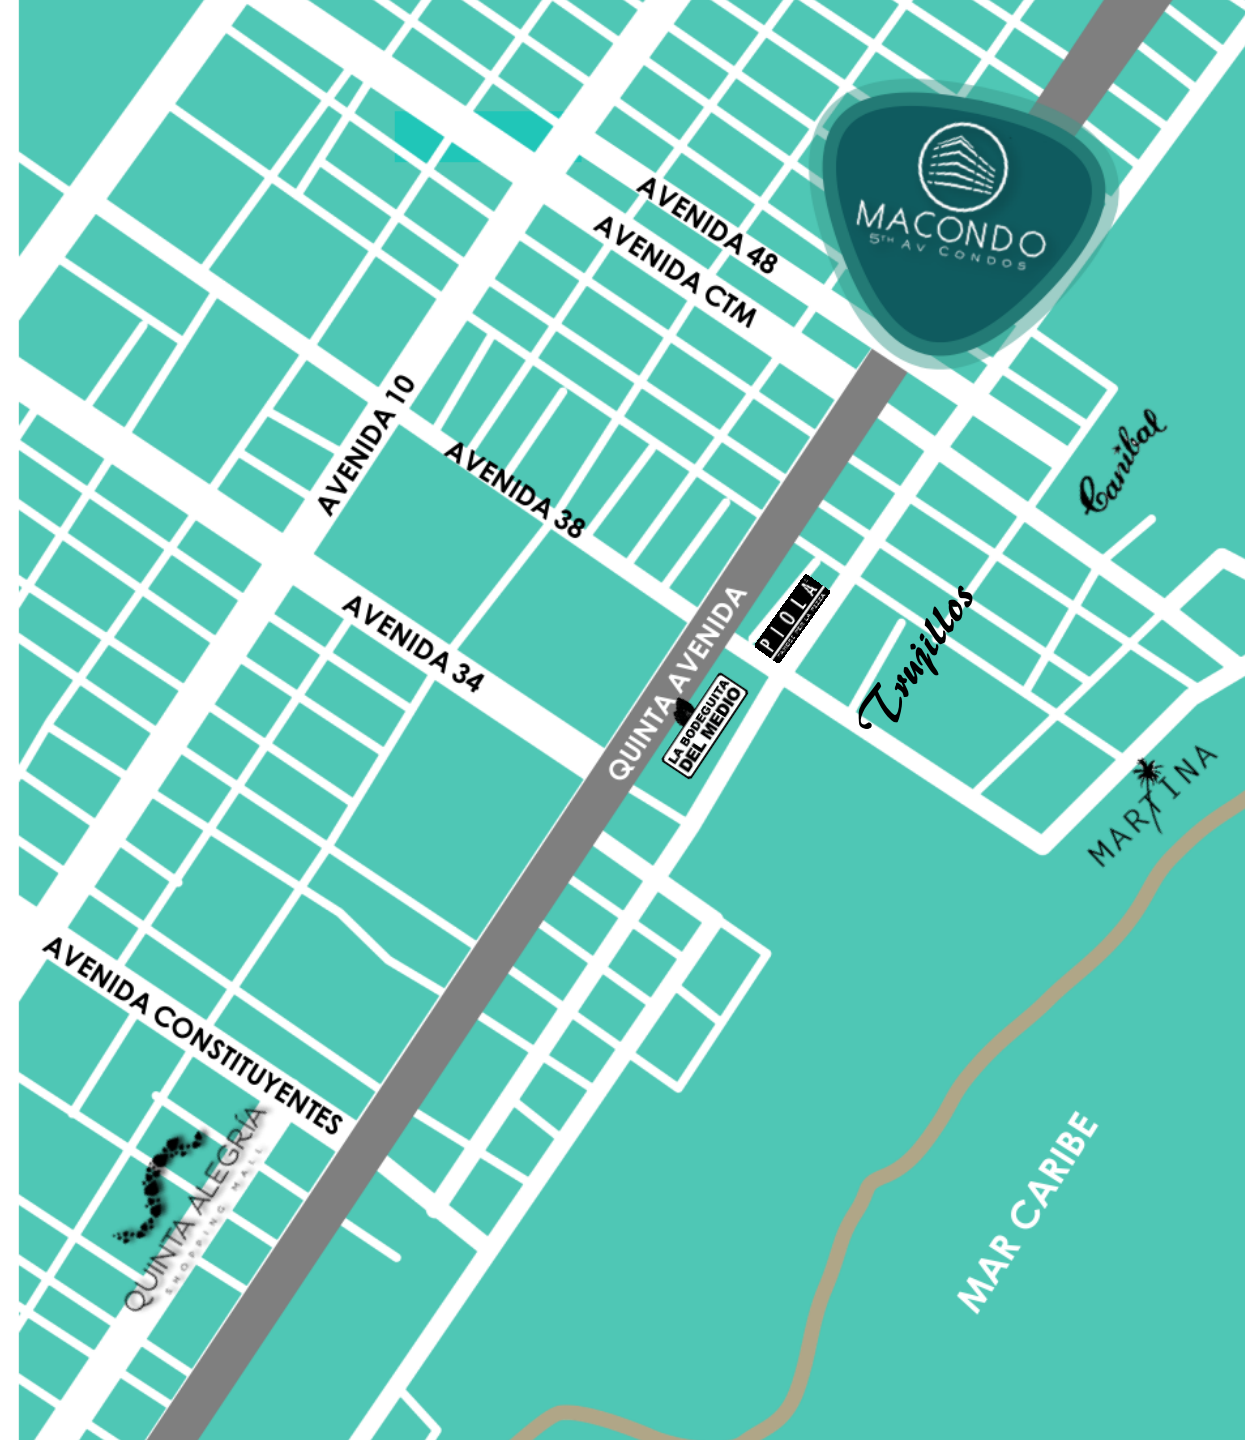 MACONDO
5TH AV CONDOS
AVENIDA 48
AVENIDA CTM
AVENIDA 10
AVENIDA 38
Canibal
AVENIDA 34
QUINTA AVENIDA
PIOLA
Trujillos
LA BODEGUITA
DEL MEDIO
MARTINA
AVENIDA CONSTITUYENTES
QUINTA ALEGRÍA
SHOPPING MALL
MAR CARIBE